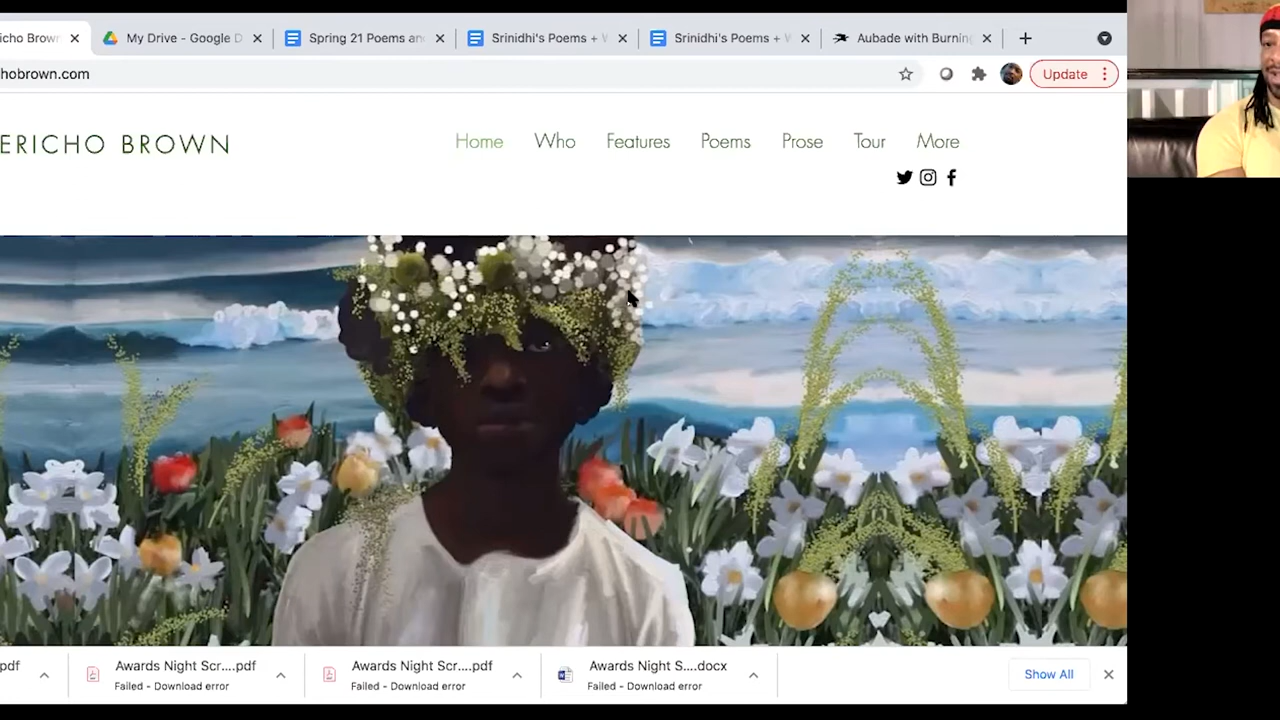 icho Brown
My Drive - Google D
Spring 21 Poems an
Srinidhi's Poems + W
Srinidhi's Poems + W
Aubade with Burnin
hobrown.com
Update
ERICHO BROWN
Home Who Features Poems Prose Tour More
pdf
Awards Night Scr....pdf
Failed - Download error
Awards Night Scr....pdf
Failed - Download error
Awards Night S....docx
Failed - Download error
Show All